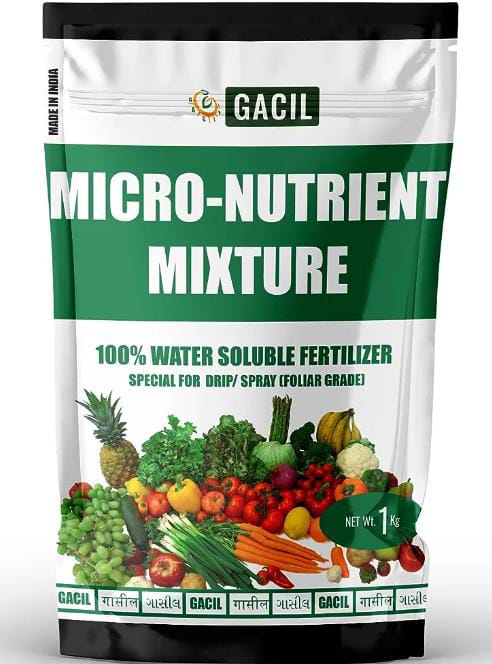 MADE IN INDIA
GACIL
MICRO-NUTRIENT
MIXTURE
100% WATER SOLUBLE FERTILIZER
SPECIAL FOR DRIP/ SPRAY (FOLIAR GRADE)
NET Wt. 1 Kg
GACIL गासील ગાસીલ GACIL गासील ગાસીલ GACIL गासील ગાસીલ